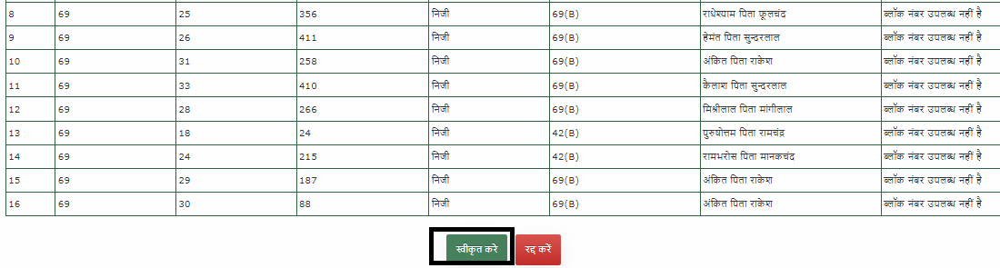 8 69 25 356 निजी 69(B) राधेश्याम पिता फूलचंद ब्लॉक नंबर उपलब्ध नहीं है
9 69 26 411 निजी 69(B) हेमंत पिता सुन्दरलाल ब्लॉक नंबर उपलब्ध नहीं है
10 69 31 258 निजी 69(B) अंकित पिता राकेश ब्लॉक नंबर उपलब्ध नहीं है
11 69 33 410 निजी 69(B) कैलाश पिता सुन्दरलाल ब्लॉक नंबर उपलब्ध नहीं है
12 69 28 266 निजी 69(B) मिश्रीलाल पिता मांगीलाल ब्लॉक नंबर उपलब्ध नहीं है
13 69 18 24 निजी 42(B) पुरुषोत्तम पिता रामचंद्र ब्लॉक नंबर उपलब्ध नहीं है
14 69 24 215 निजी 42(B) रामभरोस पिता मानकचंद ब्लॉक नंबर उपलब्ध नहीं है
15 69 29 187 निजी 69(B) अंकित पिता राकेश ब्लॉक नंबर उपलब्ध नहीं है
16 69 30 88 निजी 69(B) अंकित पिता राकेश ब्लॉक नंबर उपलब्ध नहीं है
स्वीकृत करे रद्द करें